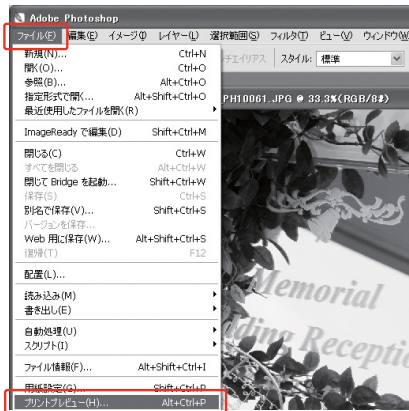 Adobe Photoshop
ファイル(F) 編集(E) イメージ(I) レイヤー(L) 選択範囲(S) フィルタ(T) ビュー(V) ウィンドウ(W)
新規(N)... Ctrl+N
開く(O)... Ctrl+O
チエイリアス スタイル: 標準
参照(B)... Alt+Ctrl+O
指定形式で開く... Alt+Shift+Ctrl+O
最近使用したファイルを開く(R)
PH10061.JPG @ 33.3%(RGB/8#)
ImageReady で編集(D) Shift+Ctrl+M
閉じる(C) Ctrl+W
すべてを閉じる Alt+Ctrl+W
閉じて Bridge を起動... Shift+Ctrl+W
保存(S) Ctrl+S
別名で保存(V)... Shift+Ctrl+S
バージョンを保存...
Web 用に保存(W)... Alt+Shift+Ctrl+S
復帰(T) F12
配置(L)...
読み込み(M)
書き出し(E)
自動処理(U)
スクリプト(I)
ファイル情報(F)... Alt+Shift+Ctrl+I
用紙設定(G)... Shift+Ctrl+P
プリントプレビュー(H)... Alt+Ctrl+P
Memorial
ding Receptio